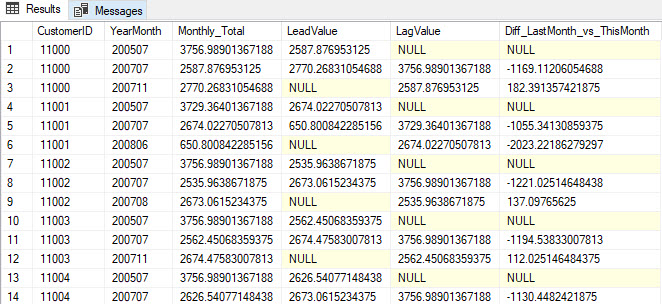 Results Messages
CustomerID YearMonth Monthly_Total LeadValue LagValue Diff_LastMonth_vs_ThisMonth
1 11000 200507 3756.98901367188 2587.876953125 NULL NULL
2 11000 200707 2587.876953125 2770.26831054688 3756.98901367188 -1169.11206054688
3 11000 200711 2770.26831054688 NULL 2587.876953125 182.391357421875
4 11001 200507 3729.36401367188 2674.02270507813 NULL NULL
5 11001 200707 2674.02270507813 650.800842285156 3729.36401367188 -1055.34130859375
6 11001 200806 650.800842285156 NULL 2674.02270507813 -2023.22186279297
7 11002 200507 3756.98901367188 2535.9638671875 NULL NULL
8 11002 200707 2535.9638671875 2673.0615234375 3756.98901367188 -1221.02514648438
9 11002 200708 2673.0615234375 NULL 2535.9638671875 137.09765625
10 11003 200507 3756.98901367188 2562.45068359375 NULL NULL
11 11003 200707 2562.45068359375 2674.47583007813 3756.98901367188 -1194.53833007813
12 11003 200711 2674.47583007813 NULL 2562.45068359375 112.025146484375
13 11004 200507 3756.98901367188 2626.54077148438 NULL NULL
14 11004 200707 2626.54077148438 2673.0615234375 3756.98901367188 -1130.4482421875